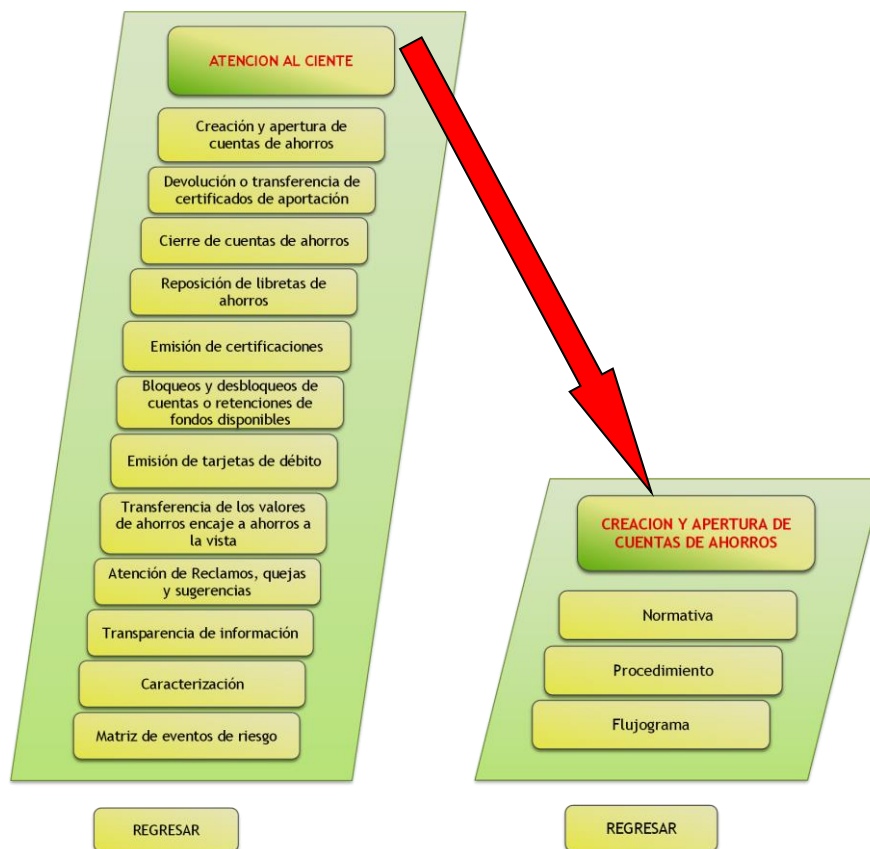 ATENCION AL CIENTE
Creación y apertura de
cuentas de ahorros
Devolución o transferencia de
certificados de aportación
Cierre de cuentas de ahorros
Reposición de libretas de
ahorros
Emisión de certificaciones
Bloqueos y desbloqueos de
cuentas o retenciones de
fondos disponibles
Emisión de tarjetas de débito
Transferencia de los valores
de ahorros encaje a ahorros a
la vista
Atención de Reclamos, quejas
y sugerencias
Transparencia de información
Caracterización
Matriz de eventos de riesgo
REGRESAR
CREACION Y APERTURA DE
CUENTAS DE AHORROS
Normativa
Procedimiento
Flujograma
REGRESAR